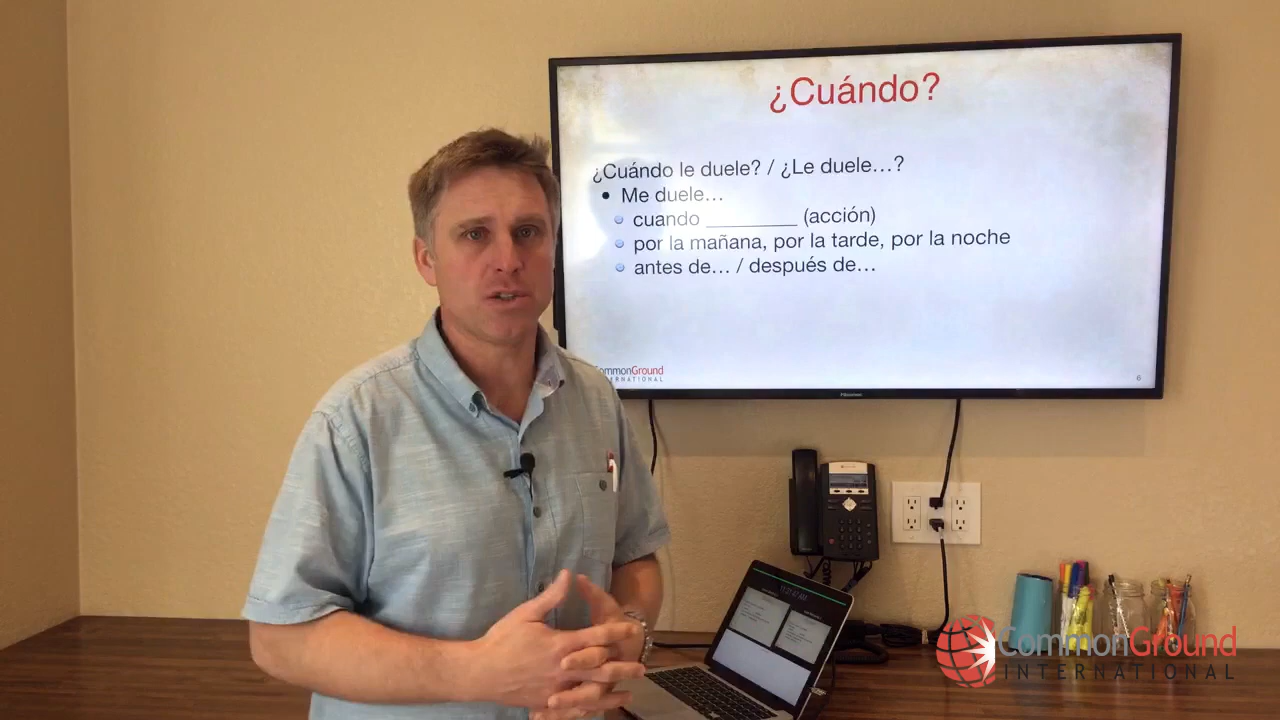 ¿Cuándo?
¿Cuándo le duele? / ¿Le duele…?
• Me duele…
cuando ________ (acción)
por la mañana, por la tarde, por la noche
antes de… / después de…
CommonGround
INTERNATIONAL
6
CommonGround
INTERNATIONAL